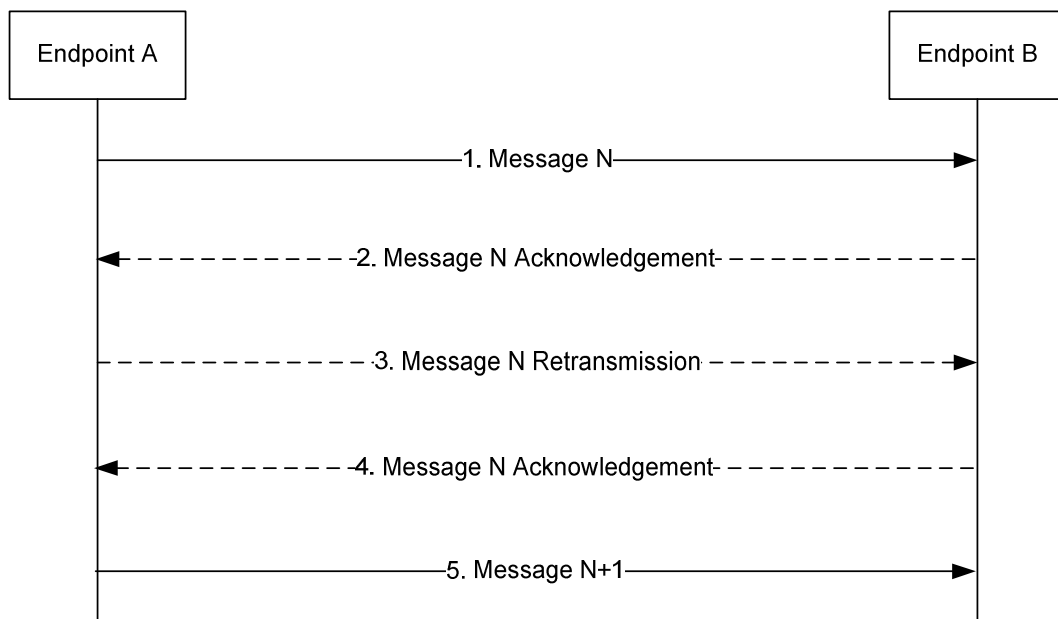 Endpoint A
Endpoint B
1. Message N
2. Message N Acknowledgement
3. Message N Retransmission
4. Message N Acknowledgement
5. Message N+1